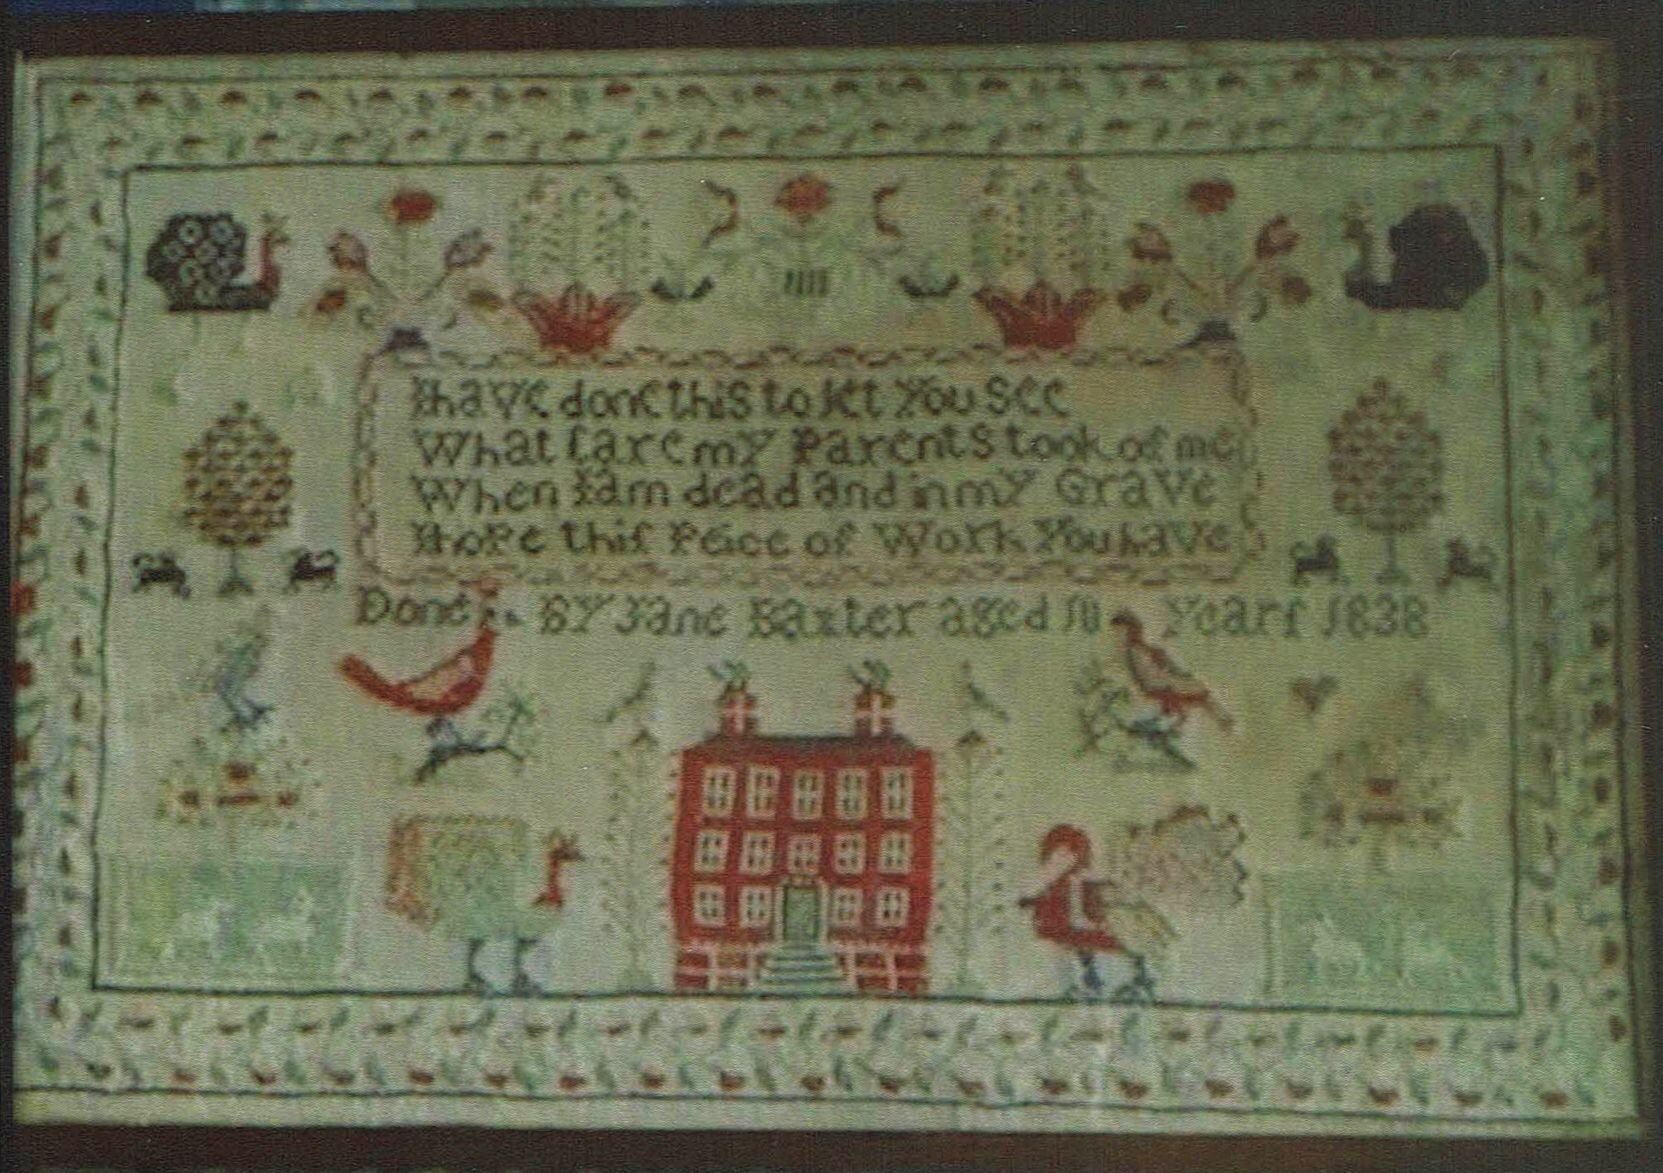 I have done this to let You See
What Care my Parents took of me
When I am dead and in my Grave
I hope this Peice of Work You have
Done By Jane Baxter aged 10 Years 1838